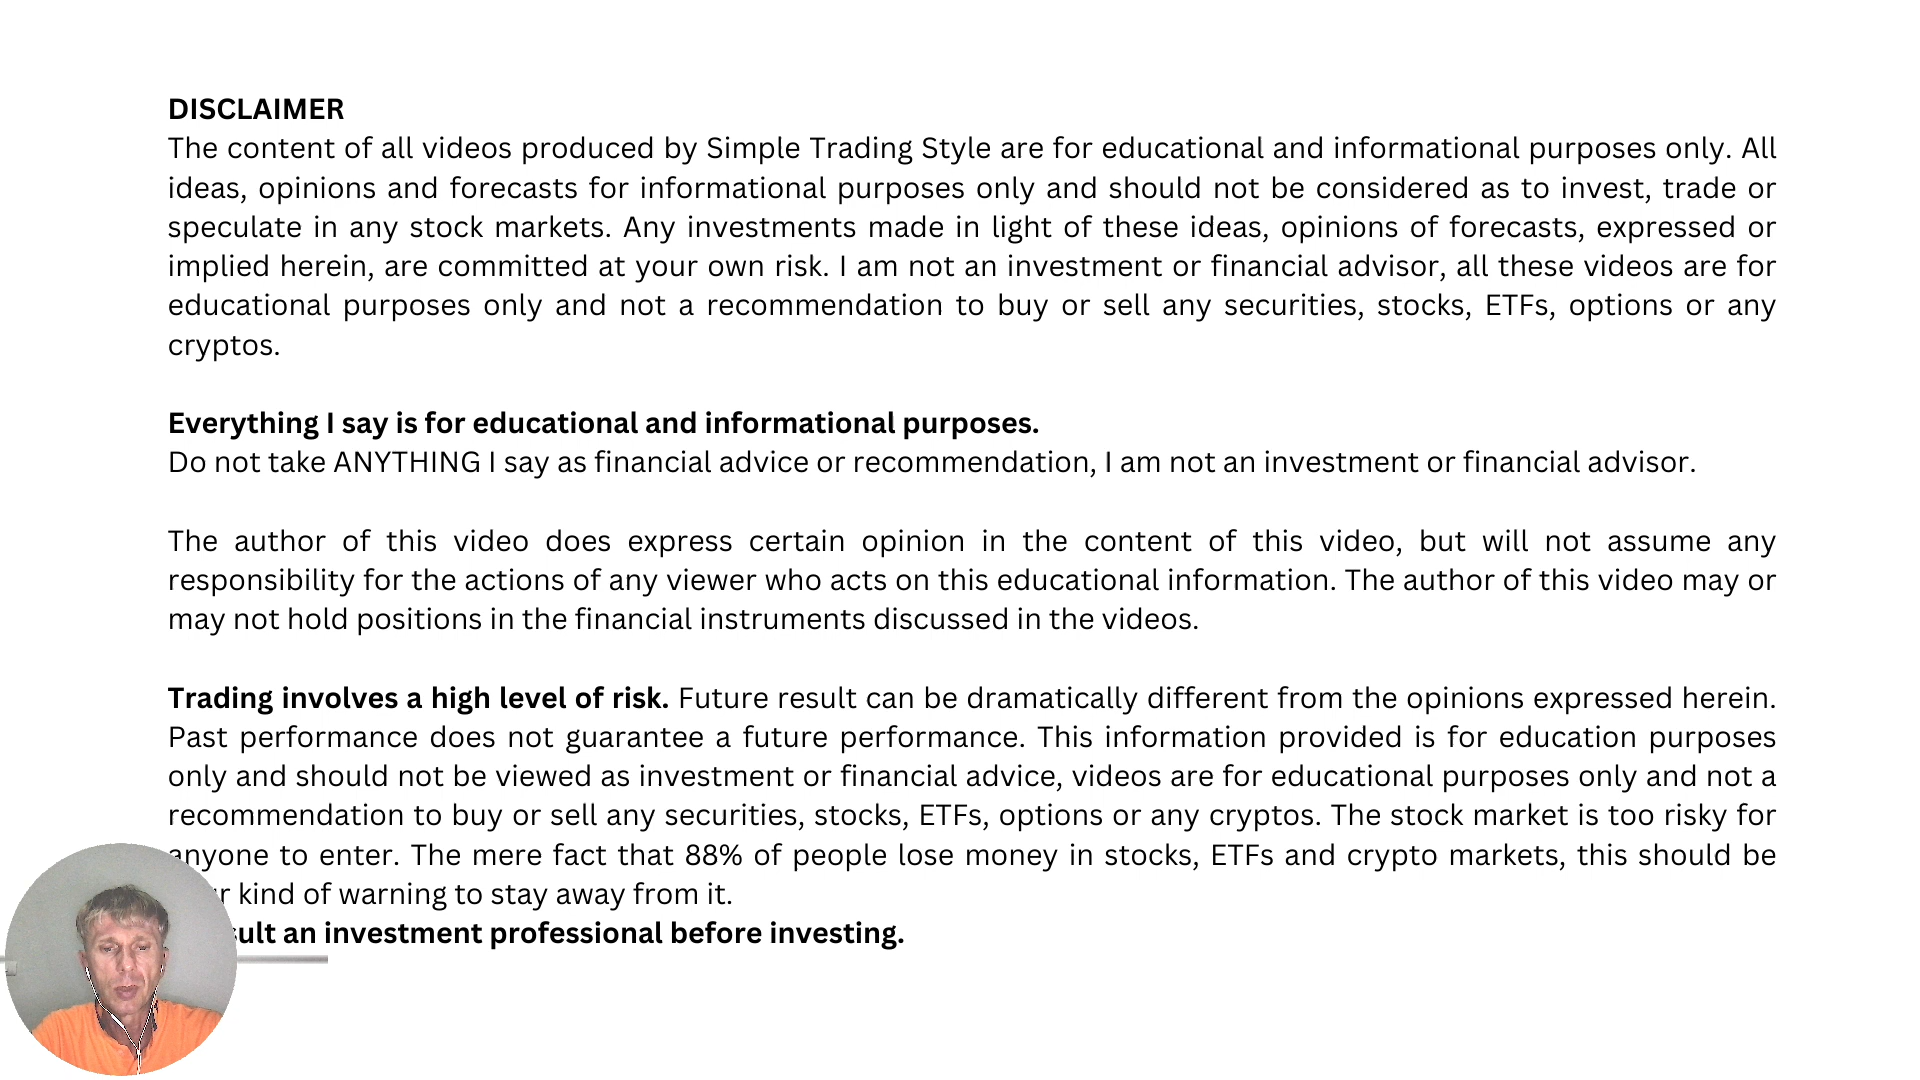 DISCLAIMER
The content of all videos produced by Simple Trading Style are for educational and informational purposes only. All
ideas, opinions and forecasts for informational purposes only and should not be considered as to invest, trade or
speculate in any stock markets. Any investments made in light of these ideas, opinions of forecasts, expressed or
implied herein, are committed at your own risk. I am not an investment or financial advisor, all these videos are for
educational purposes only and not a recommendation to buy or sell any securities, stocks, ETFs, options or any
cryptos.
Everything I say is for educational and informational purposes.
Do not take ANYTHING I say as financial advice or recommendation, I am not an investment or financial advisor.
The author of this video does express certain opinion in the content of this video, but will not assume any
responsibility for the actions of any viewer who acts on this educational information. The author of this video may or
may not hold positions in the financial instruments discussed in the videos.
Trading involves a high level of risk. Future result can be dramatically different from the opinions expressed herein.
Past performance does not guarantee a future performance. This information provided is for education purposes
only and should not be viewed as investment or financial advice, videos are for educational purposes only and not a
recommendation to buy or sell any securities, stocks, ETFs, options or any cryptos. The stock market is too risky for
anyone to enter. The mere fact that 88% of people lose money in stocks, ETFs and crypto markets, this should be
kind of warning to stay away from it.
an investment professional before investing.